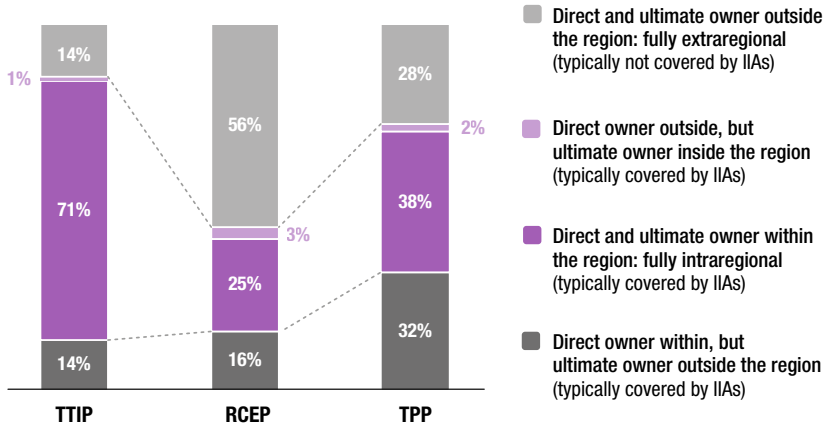 14%
1%
71%
14%
TTIP
56%
3%
25%
16%
RCEP
28%
2%
38%
32%
TPP
Direct and ultimate owner outside
the region: fully extraregional
(typically not covered by IIAs)
Direct owner outside, but
ultimate owner inside the region
(typically covered by IIAs)
Direct and ultimate owner within
the region: fully intraregional
(typically covered by IIAs)
Direct owner within, but
ultimate owner outside the region
(typically covered by IIAs)